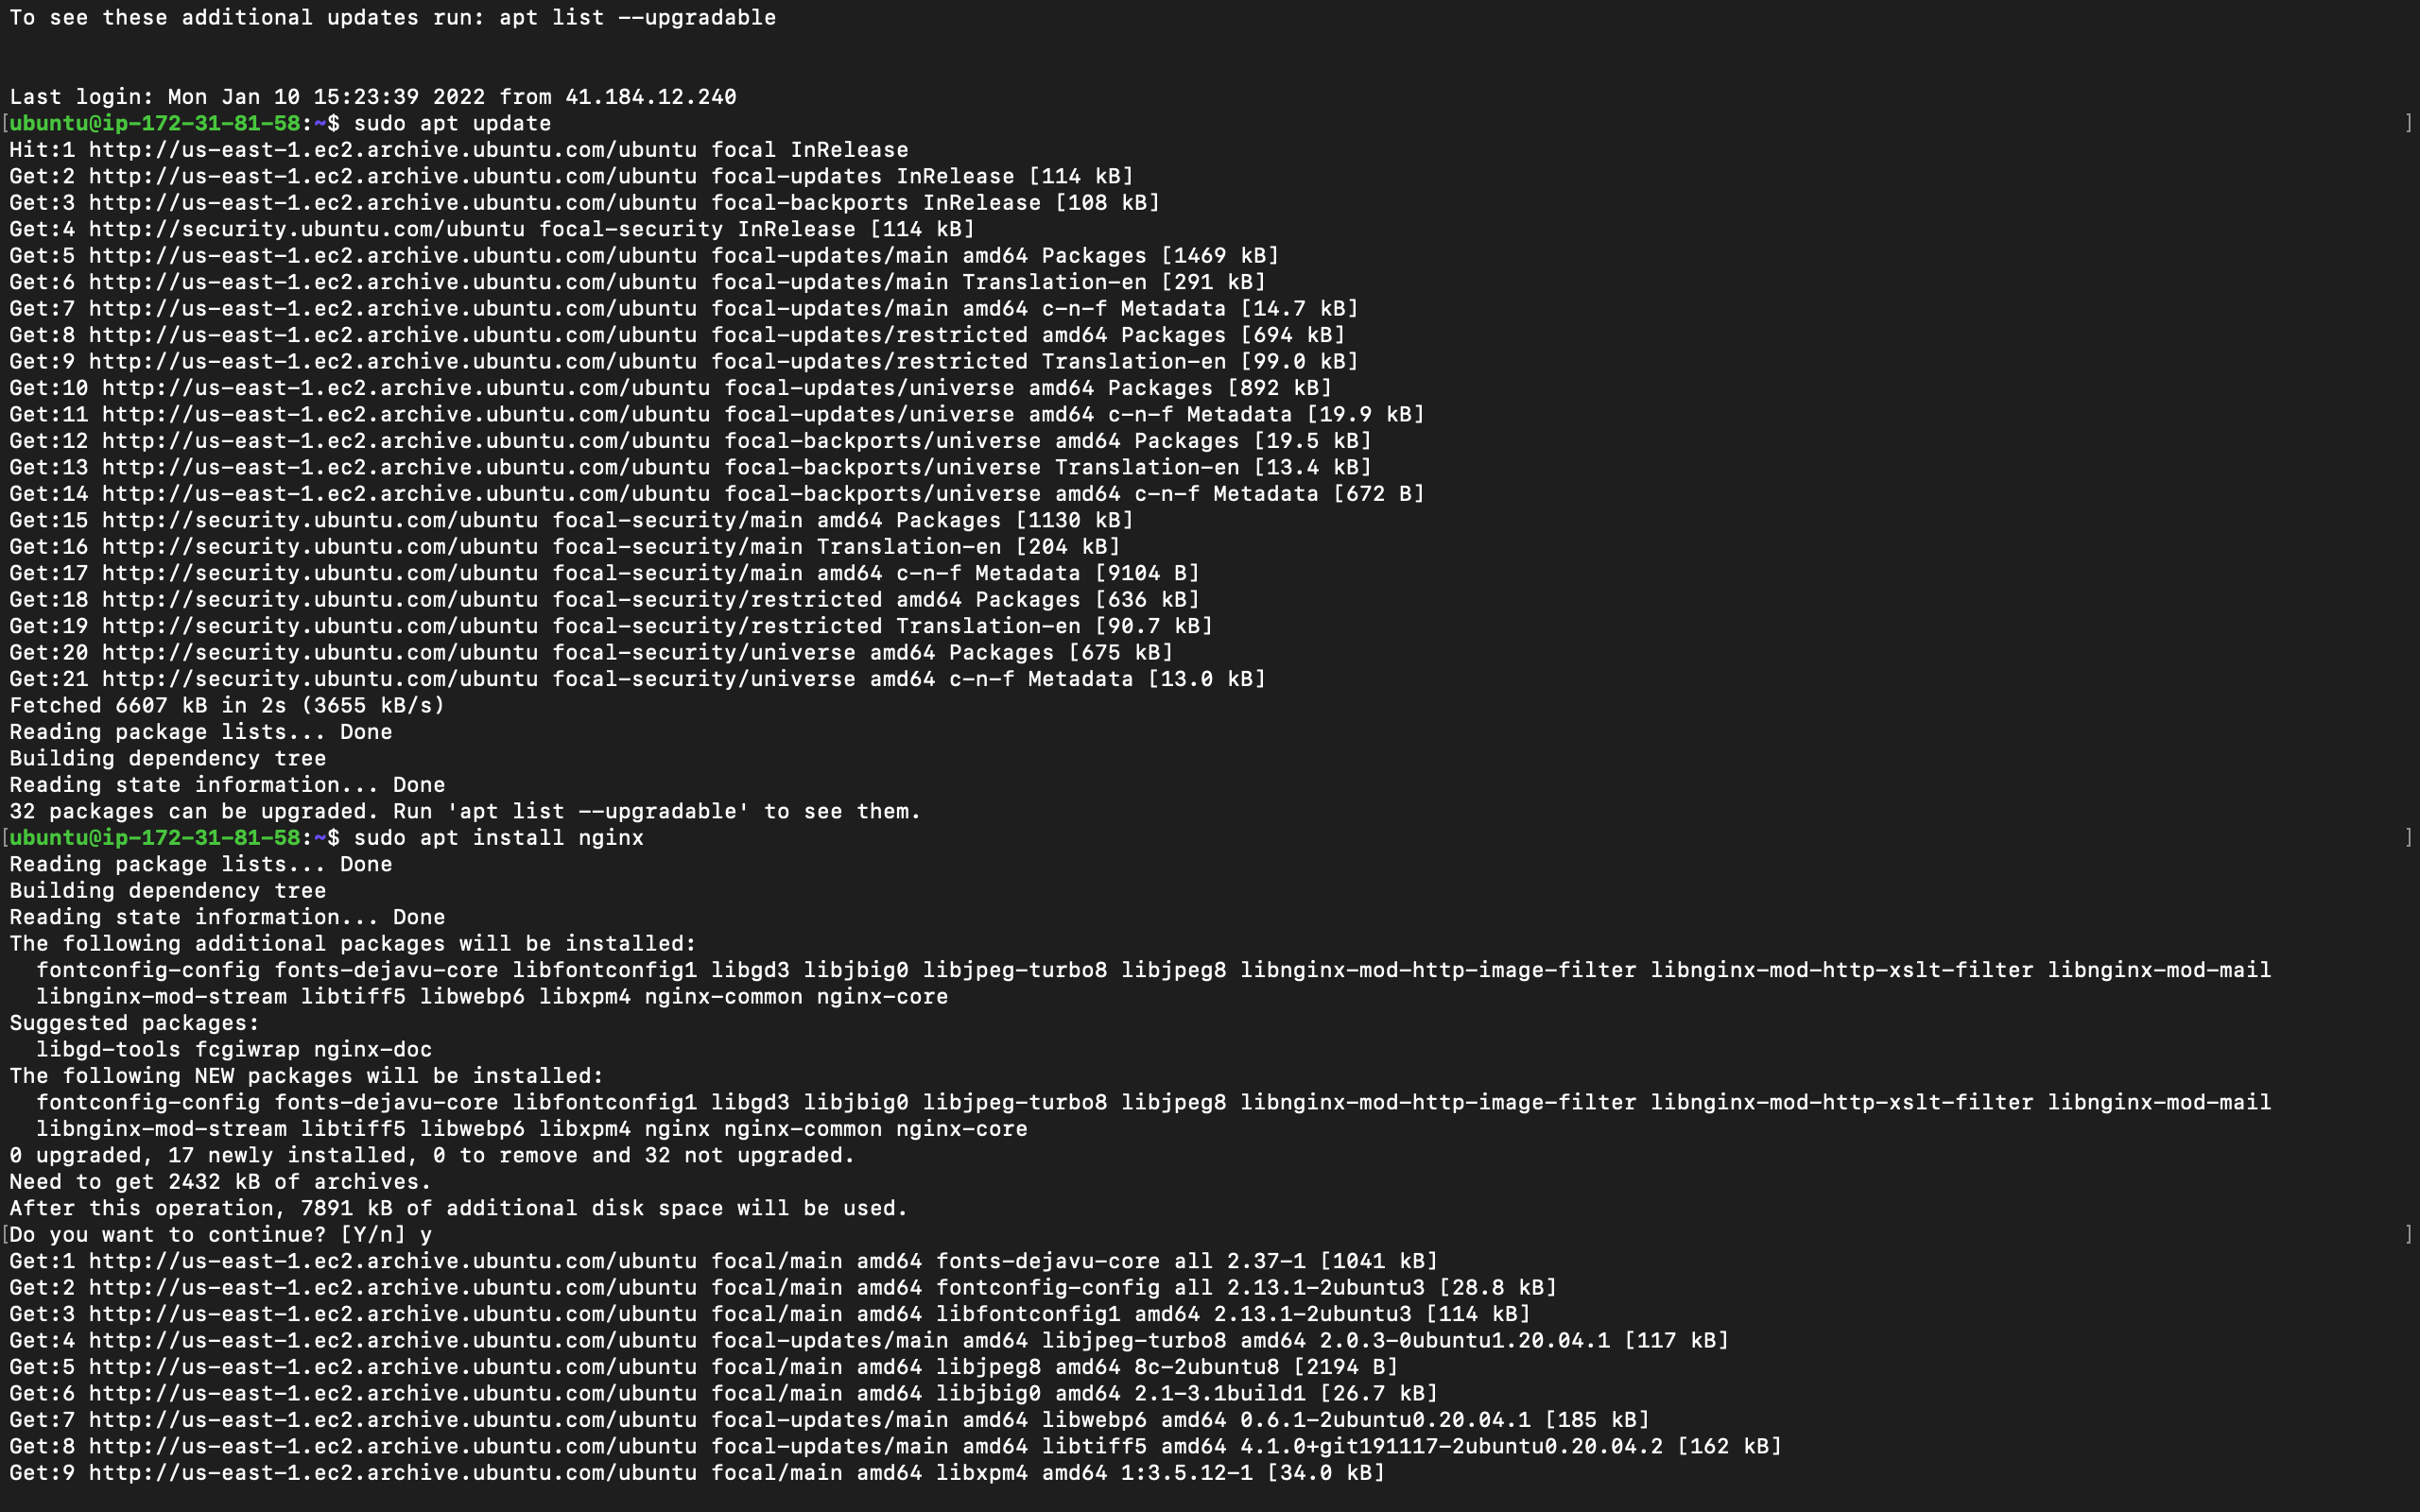 To see these additional updates run: apt list --upgradable
Last login: Mon Jan 10 15:23:39 2022 from 41.184.12.240
[ubuntu@ip-172-31-81-58:~$ sudo apt update ]
Hit:1 http://us-east-1.ec2.archive.ubuntu.com/ubuntu focal InRelease
Get:2 http://us-east-1.ec2.archive.ubuntu.com/ubuntu focal-updates InRelease [114 kB]
Get:3 http://us-east-1.ec2.archive.ubuntu.com/ubuntu focal-backports InRelease [108 kB]
Get:4 http://security.ubuntu.com/ubuntu focal-security InRelease [114 kB]
Get:5 http://us-east-1.ec2.archive.ubuntu.com/ubuntu focal-updates/main amd64 Packages [1469 kB]
Get:6 http://us-east-1.ec2.archive.ubuntu.com/ubuntu focal-updates/main Translation-en [291 kB]
Get:7 http://us-east-1.ec2.archive.ubuntu.com/ubuntu focal-updates/main amd64 c-n-f Metadata [14.7 kB]
Get:8 http://us-east-1.ec2.archive.ubuntu.com/ubuntu focal-updates/restricted amd64 Packages [694 kB]
Get:9 http://us-east-1.ec2.archive.ubuntu.com/ubuntu focal-updates/restricted Translation-en [99.0 kB]
Get:10 http://us-east-1.ec2.archive.ubuntu.com/ubuntu focal-updates/universe amd64 Packages [892 kB]
Get:11 http://us-east-1.ec2.archive.ubuntu.com/ubuntu focal-updates/universe amd64 c-n-f Metadata [19.9 kB]
Get:12 http://us-east-1.ec2.archive.ubuntu.com/ubuntu focal-backports/universe amd64 Packages [19.5 kB]
Get:13 http://us-east-1.ec2.archive.ubuntu.com/ubuntu focal-backports/universe Translation-en [13.4 kB]
Get:14 http://us-east-1.ec2.archive.ubuntu.com/ubuntu focal-backports/universe amd64 c-n-f Metadata [672 B]
Get:15 http://security.ubuntu.com/ubuntu focal-security/main amd64 Packages [1130 kB]
Get:16 http://security.ubuntu.com/ubuntu focal-security/main Translation-en [204 kB]
Get:17 http://security.ubuntu.com/ubuntu focal-security/main amd64 c-n-f Metadata [9104 B]
Get:18 http://security.ubuntu.com/ubuntu focal-security/restricted amd64 Packages [636 kB]
Get:19 http://security.ubuntu.com/ubuntu focal-security/restricted Translation-en [90.7 kB]
Get:20 http://security.ubuntu.com/ubuntu focal-security/universe amd64 Packages [675 kB]
Get:21 http://security.ubuntu.com/ubuntu focal-security/universe amd64 c-n-f Metadata [13.0 kB]
Fetched 6607 kB in 2s (3655 kB/s)
Reading package lists... Done
Building dependency tree
Reading state information... Done
32 packages can be upgraded. Run 'apt list --upgradable' to see them.
[ubuntu@ip-172-31-81-58:~$ sudo apt install nginx ]
Reading package lists... Done
Building dependency tree
Reading state information... Done
The following additional packages will be installed:
  fontconfig-config fonts-dejavu-core libfontconfig1 libgd3 libjbig0 libjpeg-turbo8 libjpeg8 libnginx-mod-http-image-filter libnginx-mod-http-xslt-filter libnginx-mod-mail
  libnginx-mod-stream libtiff5 libwebp6 libxpm4 nginx-common nginx-core
Suggested packages:
  libgd-tools fcgiwrap nginx-doc
The following NEW packages will be installed:
  fontconfig-config fonts-dejavu-core libfontconfig1 libgd3 libjbig0 libjpeg-turbo8 libjpeg8 libnginx-mod-http-image-filter libnginx-mod-http-xslt-filter libnginx-mod-mail
  libnginx-mod-stream libtiff5 libwebp6 libxpm4 nginx nginx-common nginx-core
0 upgraded, 17 newly installed, 0 to remove and 32 not upgraded.
Need to get 2432 kB of archives.
After this operation, 7891 kB of additional disk space will be used.
[Do you want to continue? [Y/n] y ]
Get:1 http://us-east-1.ec2.archive.ubuntu.com/ubuntu focal/main amd64 fonts-dejavu-core all 2.37-1 [1041 kB]
Get:2 http://us-east-1.ec2.archive.ubuntu.com/ubuntu focal/main amd64 fontconfig-config all 2.13.1-2ubuntu3 [28.8 kB]
Get:3 http://us-east-1.ec2.archive.ubuntu.com/ubuntu focal/main amd64 libfontconfig1 amd64 2.13.1-2ubuntu3 [114 kB]
Get:4 http://us-east-1.ec2.archive.ubuntu.com/ubuntu focal-updates/main amd64 libjpeg-turbo8 amd64 2.0.3-0ubuntu1.20.04.1 [117 kB]
Get:5 http://us-east-1.ec2.archive.ubuntu.com/ubuntu focal/main amd64 libjpeg8 amd64 8c-2ubuntu8 [2194 B]
Get:6 http://us-east-1.ec2.archive.ubuntu.com/ubuntu focal/main amd64 libjbig0 amd64 2.1-3.1build1 [26.7 kB]
Get:7 http://us-east-1.ec2.archive.ubuntu.com/ubuntu focal-updates/main amd64 libwebp6 amd64 0.6.1-2ubuntu0.20.04.1 [185 kB]
Get:8 http://us-east-1.ec2.archive.ubuntu.com/ubuntu focal-updates/main amd64 libtiff5 amd64 4.1.0+git191117-2ubuntu0.20.04.2 [162 kB]
Get:9 http://us-east-1.ec2.archive.ubuntu.com/ubuntu focal/main amd64 libxpm4 amd64 1:3.5.12-1 [34.0 kB]